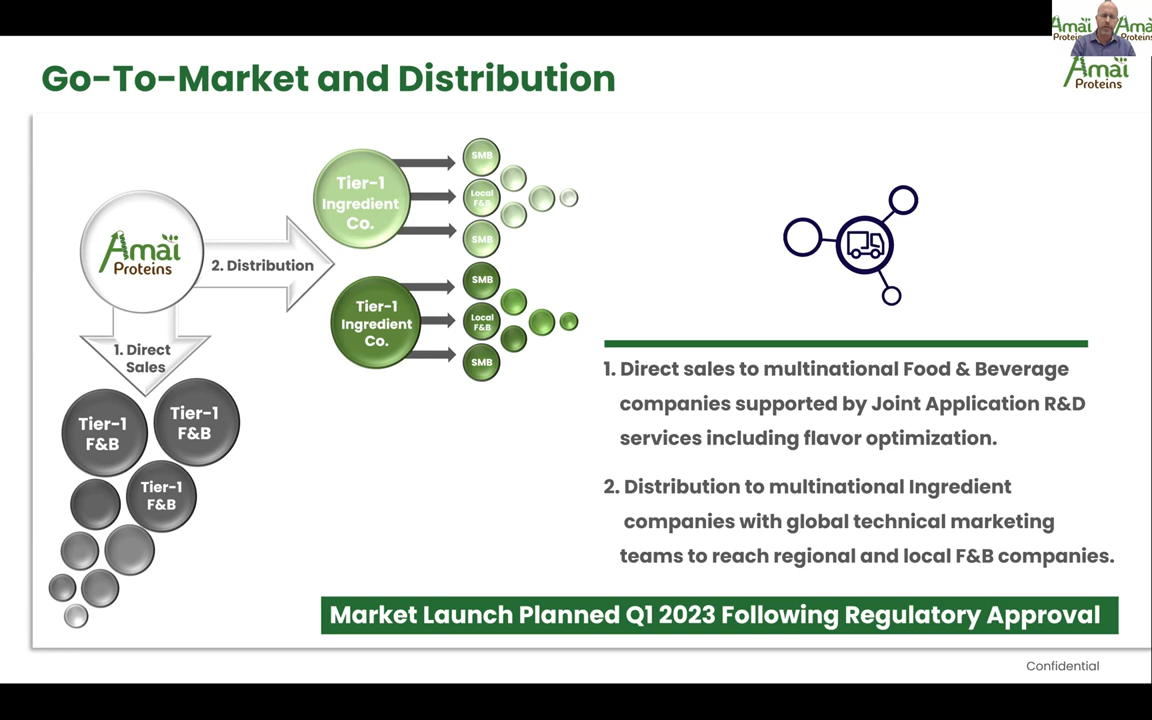 Amai Proteins
Amai Proteins
Go-To-Market and Distribution
Amai
Proteins
Amaï
Proteins
2. Distribution
1. Direct
Sales
Tier-1
F&B
Tier-1
F&B
Tier-1
F&B
Tier-1
Ingredient
Co.
SMB
Local
F&B
SMB
Tier-1
Ingredient
Co.
SMB
Local
F&B
SMB
1. Direct sales to multinational Food & Beverage
companies supported by Joint Application R&D
services including flavor optimization.
2. Distribution to multinational Ingredient
companies with global technical marketing
teams to reach regional and local F&B companies.
Market Launch Planned Q1 2023 Following Regulatory Approval
Confidential